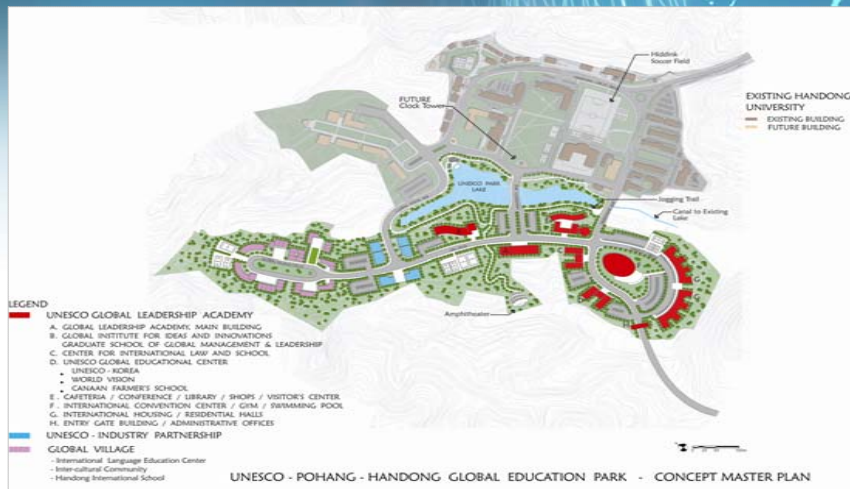 Hiddink
Soccer Field
FUTURE
Clock Tower
EXISTING HANDONG
UNIVERSITY
EXISTING BUILDING
FUTURE BUILDING
UNESCO PARK
LAKE
Jogging Trail
Canal to Existing
Lake
Amphitheater
LEGEND
UNESCO GLOBAL LEADERSHIP ACADEMY
A. GLOBAL LEADERSHIP ACADEMY, MAIN BUILDING
B. GLOBAL INSTITUTE FOR IDEAS AND INNOVATIONS
GRADUATE SCHOOL OF GLOBAL MANAGEMENT & LEADERSHIP
C. CENTER FOR INTERNATIONAL LAW AND SCHOOL
D. UNESCO GLOBAL EDUCATIONAL CENTER
• UNESCO - KOREA
• WORLD VISION
• CANAAN FARMER'S SCHOOL
E. CAFETERIA / CONFERENCE / LIBRARY / SHOPS / VISITOR'S CENTER
F. INTERNATIONAL CONVENTION CENTER / GYM / SWIMMING POOL
G. INTERNATIONAL HOUSING / RESIDENTIAL HALLS
H. ENTRY GATE BUILDING / ADMINISTRATIVE OFFICES
UNESCO - INDUSTRY PARTNERSHIP
GLOBAL VILLAGE
- International Language Education Center
- Inter-cultural Community
- Handong International School
UNESCO - POHANG - HANDONG GLOBAL EDUCATION PARK - CONCEPT MASTER PLAN